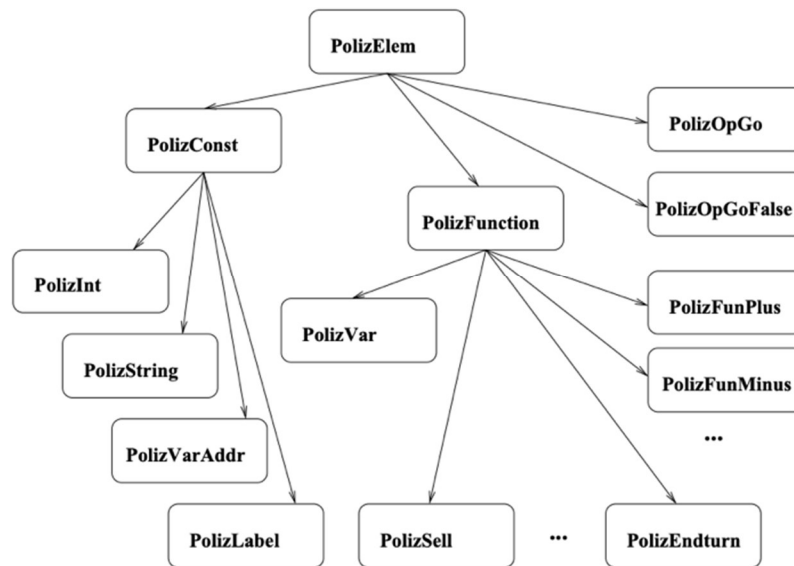 PolizElem
PolizOpGo
PolizConst
PolizOpGoFalse
PolizFunction
PolizInt
PolizVar
PolizFunPlus
PolizString
PolizFunMinus
...
PolizVarAddr
PolizLabel
PolizSell
...
PolizEndturn